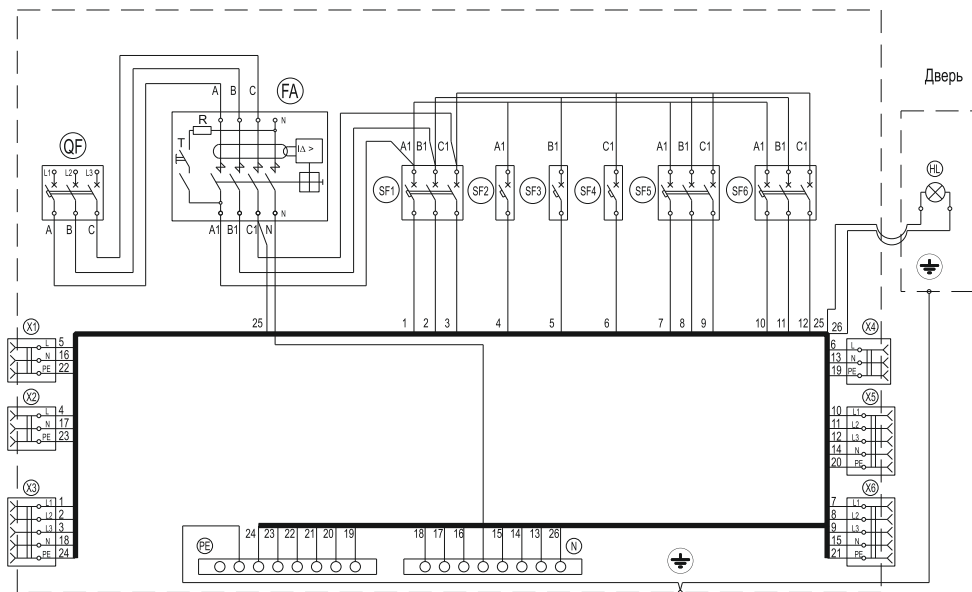 Дверь
A B C FA
N
R
T
I∆ >
QF
L1 L2 L3
A B C
N
A1 B1 C1 N
A1 B1 C1
A1
B1
C1
A1 B1 C1
A1 B1 C1
SF1
SF2
SF3
SF4
SF5
SF6
HL
25
1 2 3
4
5
6
7 8 9
10 11 12 25
26
X1
L 5
N 16
PE 22
X2
L 4
N 17
PE 23
X3
L1 1
L2 2
L3 3
N 18
PE 24
X4
6 L
13 N
19 PE
X5
10 L1
11 L2
12 L3
14 N
20 PE
X6
7 L1
8 L2
9 L3
15 N
21 PE
PE
24 23 22 21 20 19
18 17 16 15 14 13 26
N